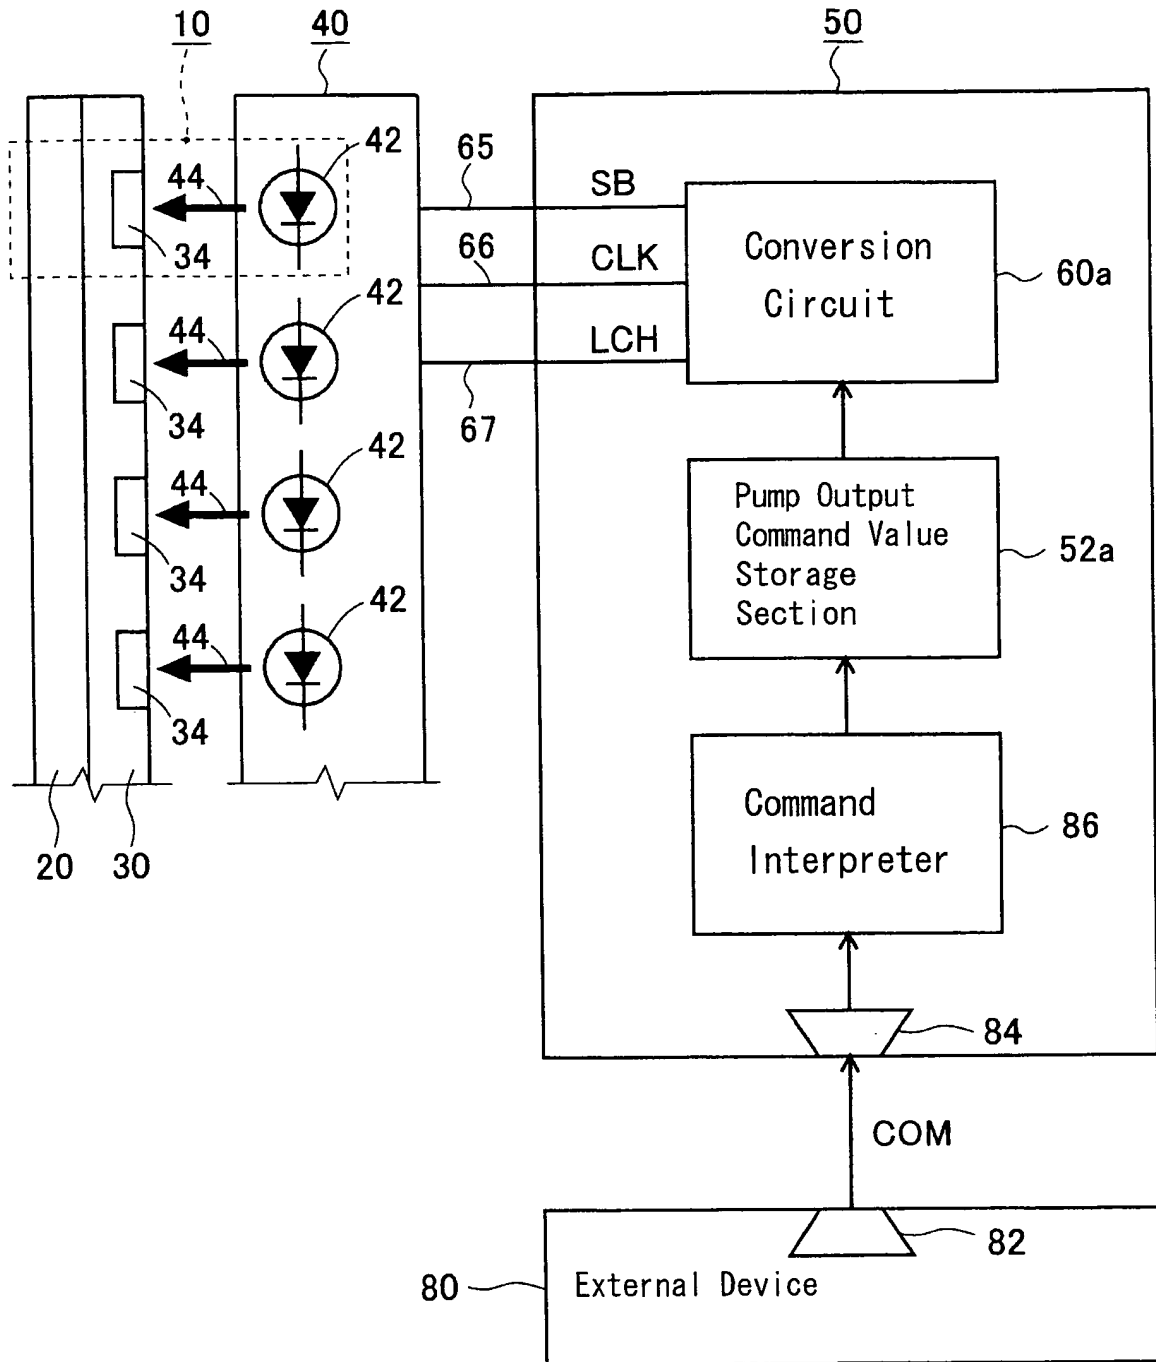 10
40
50
42
65
SB
44
34
66
CLK
Conversion
Circuit
60a
42
44
LCH
34
67
42
44
34
Pump Output
Command Value
Storage
Section
52a
42
44
34
Command
Interpreter
86
20
30
84
COM
82
80
External Device